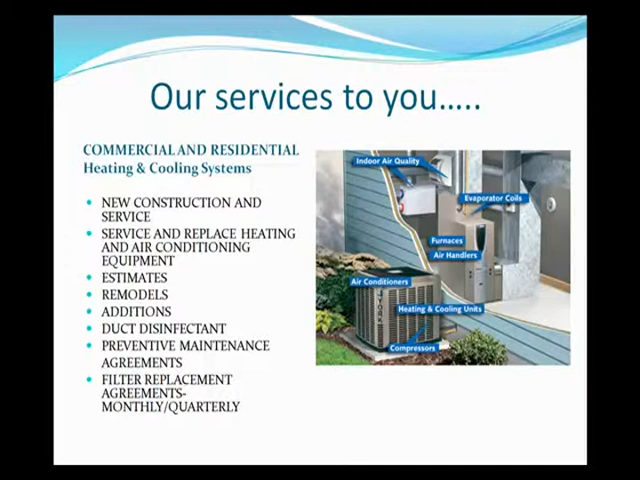 Our services to you.....
COMMERCIAL AND RESIDENTIAL
Heating & Cooling Systems
NEW CONSTRUCTION AND
SERVICE
SERVICE AND REPLACE HEATING
AND AIR CONDITIONING
EQUIPMENT
ESTIMATES
REMODELS
ADDITIONS
DUCT DISINFECTANT
PREVENTIVE MAINTENANCE
AGREEMENTS
FILTER REPLACEMENT
AGREEMENTS-
MONTHLY/QUARTERLY
Indoor Air Quality
Evaporator Coils
Furnaces
Air Handlers
Air Conditioners
YORK
Heating & Cooling Units
Compressors